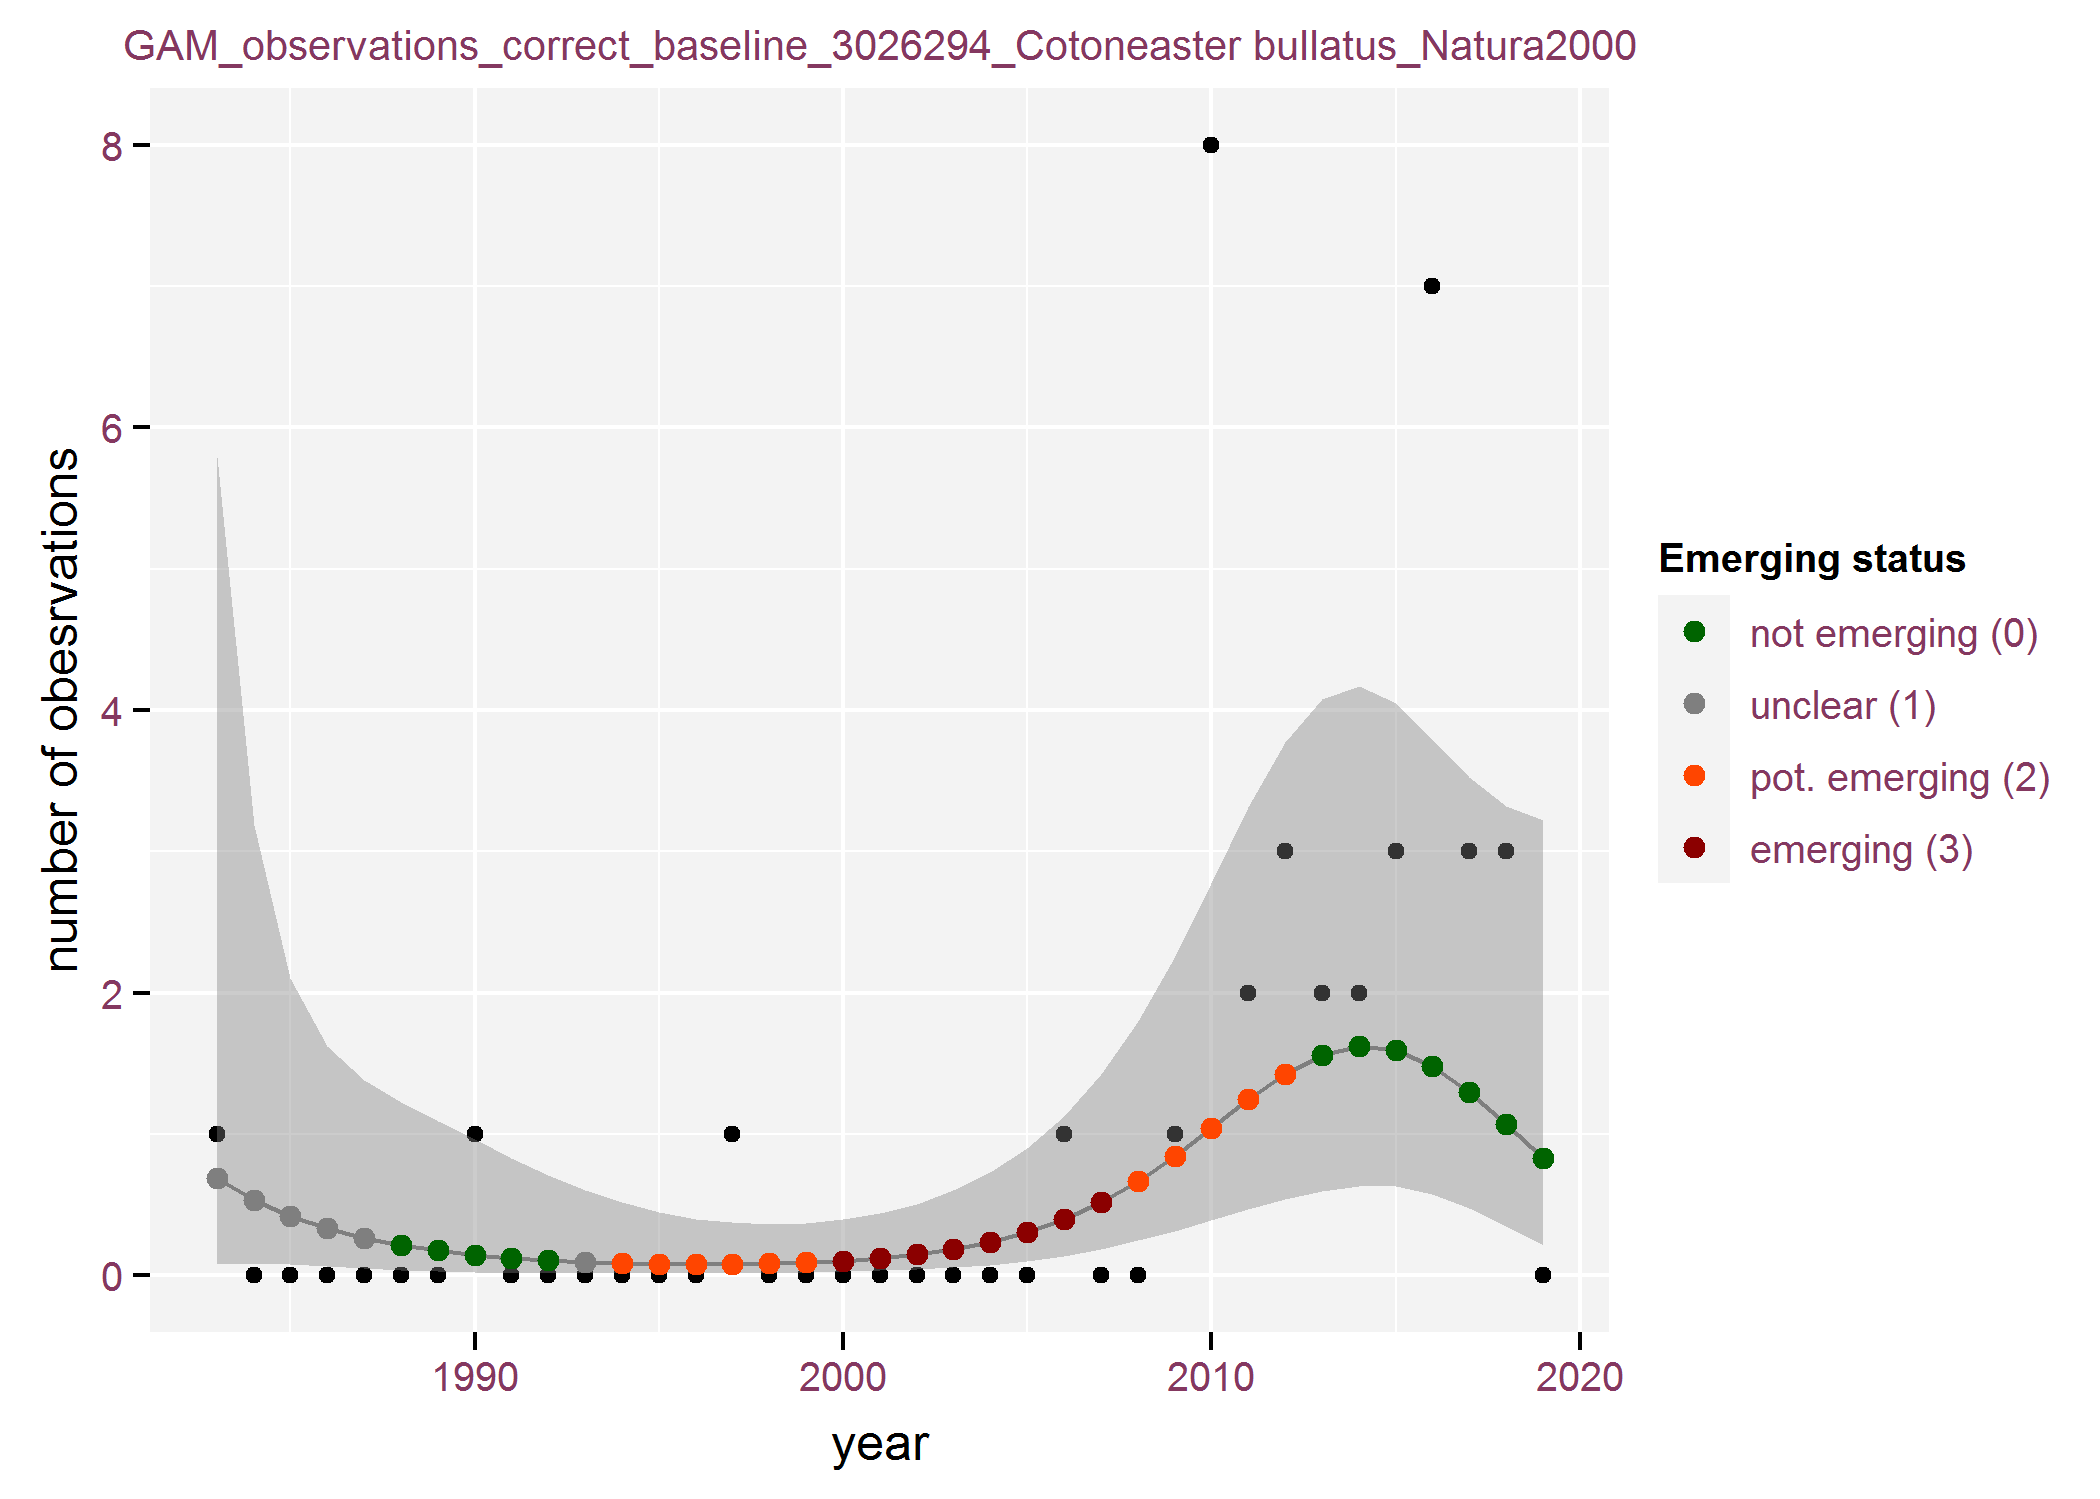 GAM_observations_correct_baseline_3026294_Cotoneaster bullatus_Natura2000
8
6
4
2
0
number of obesrvations
1990
2000
2010
2020
year
Emerging status
not emerging (0)
unclear (1)
pot. emerging (2)
emerging (3)